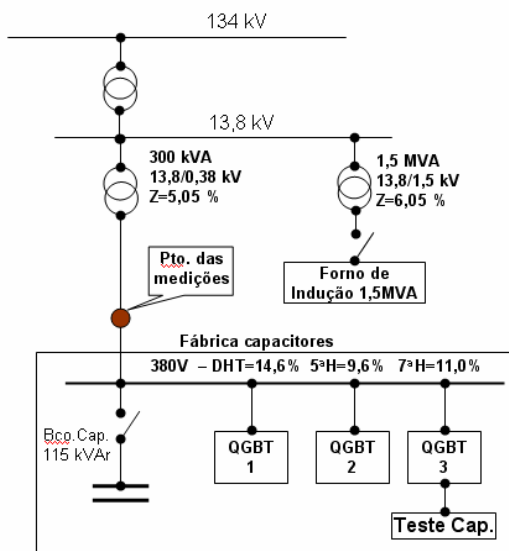 134 kV
13,8 kV
300 kVA
13,8/0,38 kV
Z=5,05 %
1,5 MVA
13,8/1,5 kV
Z=6,05 %
Pto. das
medições
Forno de
Indução 1,5MVA
Fábrica capacitores
380V – DHT=14,6% 5ªH=9,6% 7ªH=11,0%
Bco.Cap.
115 kVAr
QGBT
1
QGBT
2
QGBT
3
Teste Cap.